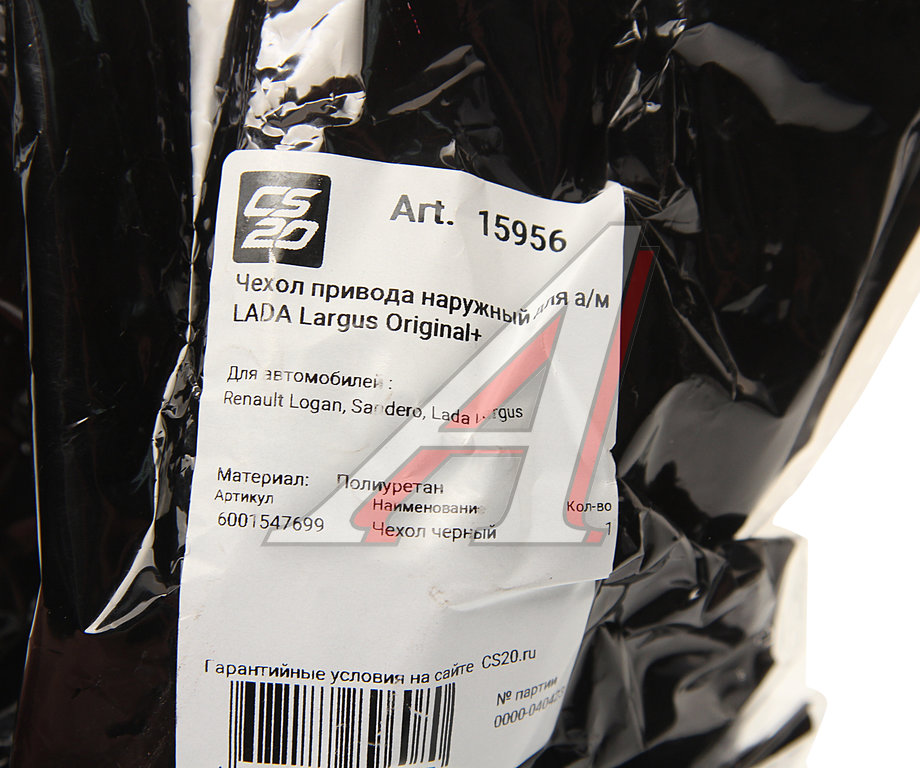 CS
20
Art. 15956
Чехол привода наружный для а/м
LADA Largus Original+
Для автомобилей :
Renault Logan, Sandero, Lada Largus
Материал: Полиуретан
Артикул Наименование Кол-во
6001547699 Чехол черный 1
Гарантийные условия на сайте CS20.ru
№ партии